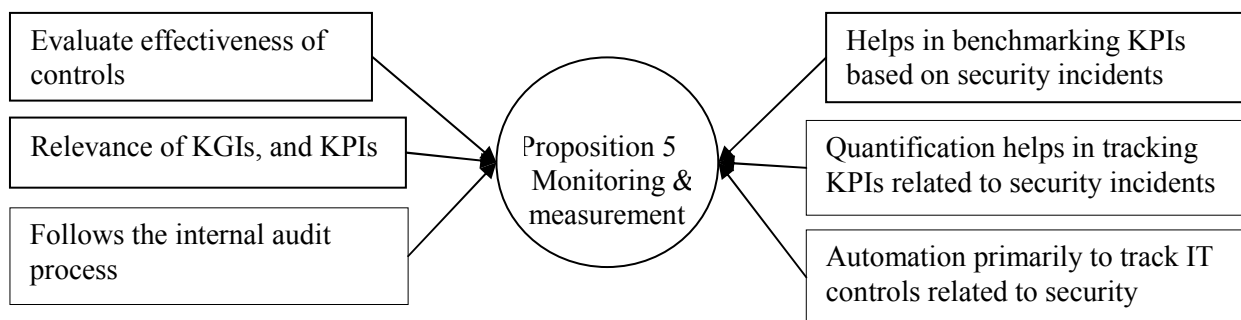 Evaluate effectiveness of
controls
Relevance of KGIs, and KPIs
Follows the internal audit
process
Proposition 5
Monitoring &
measurement
Helps in benchmarking KPIs
based on security incidents
Quantification helps in tracking
KPIs related to security incidents
Automation primarily to track IT
controls related to security